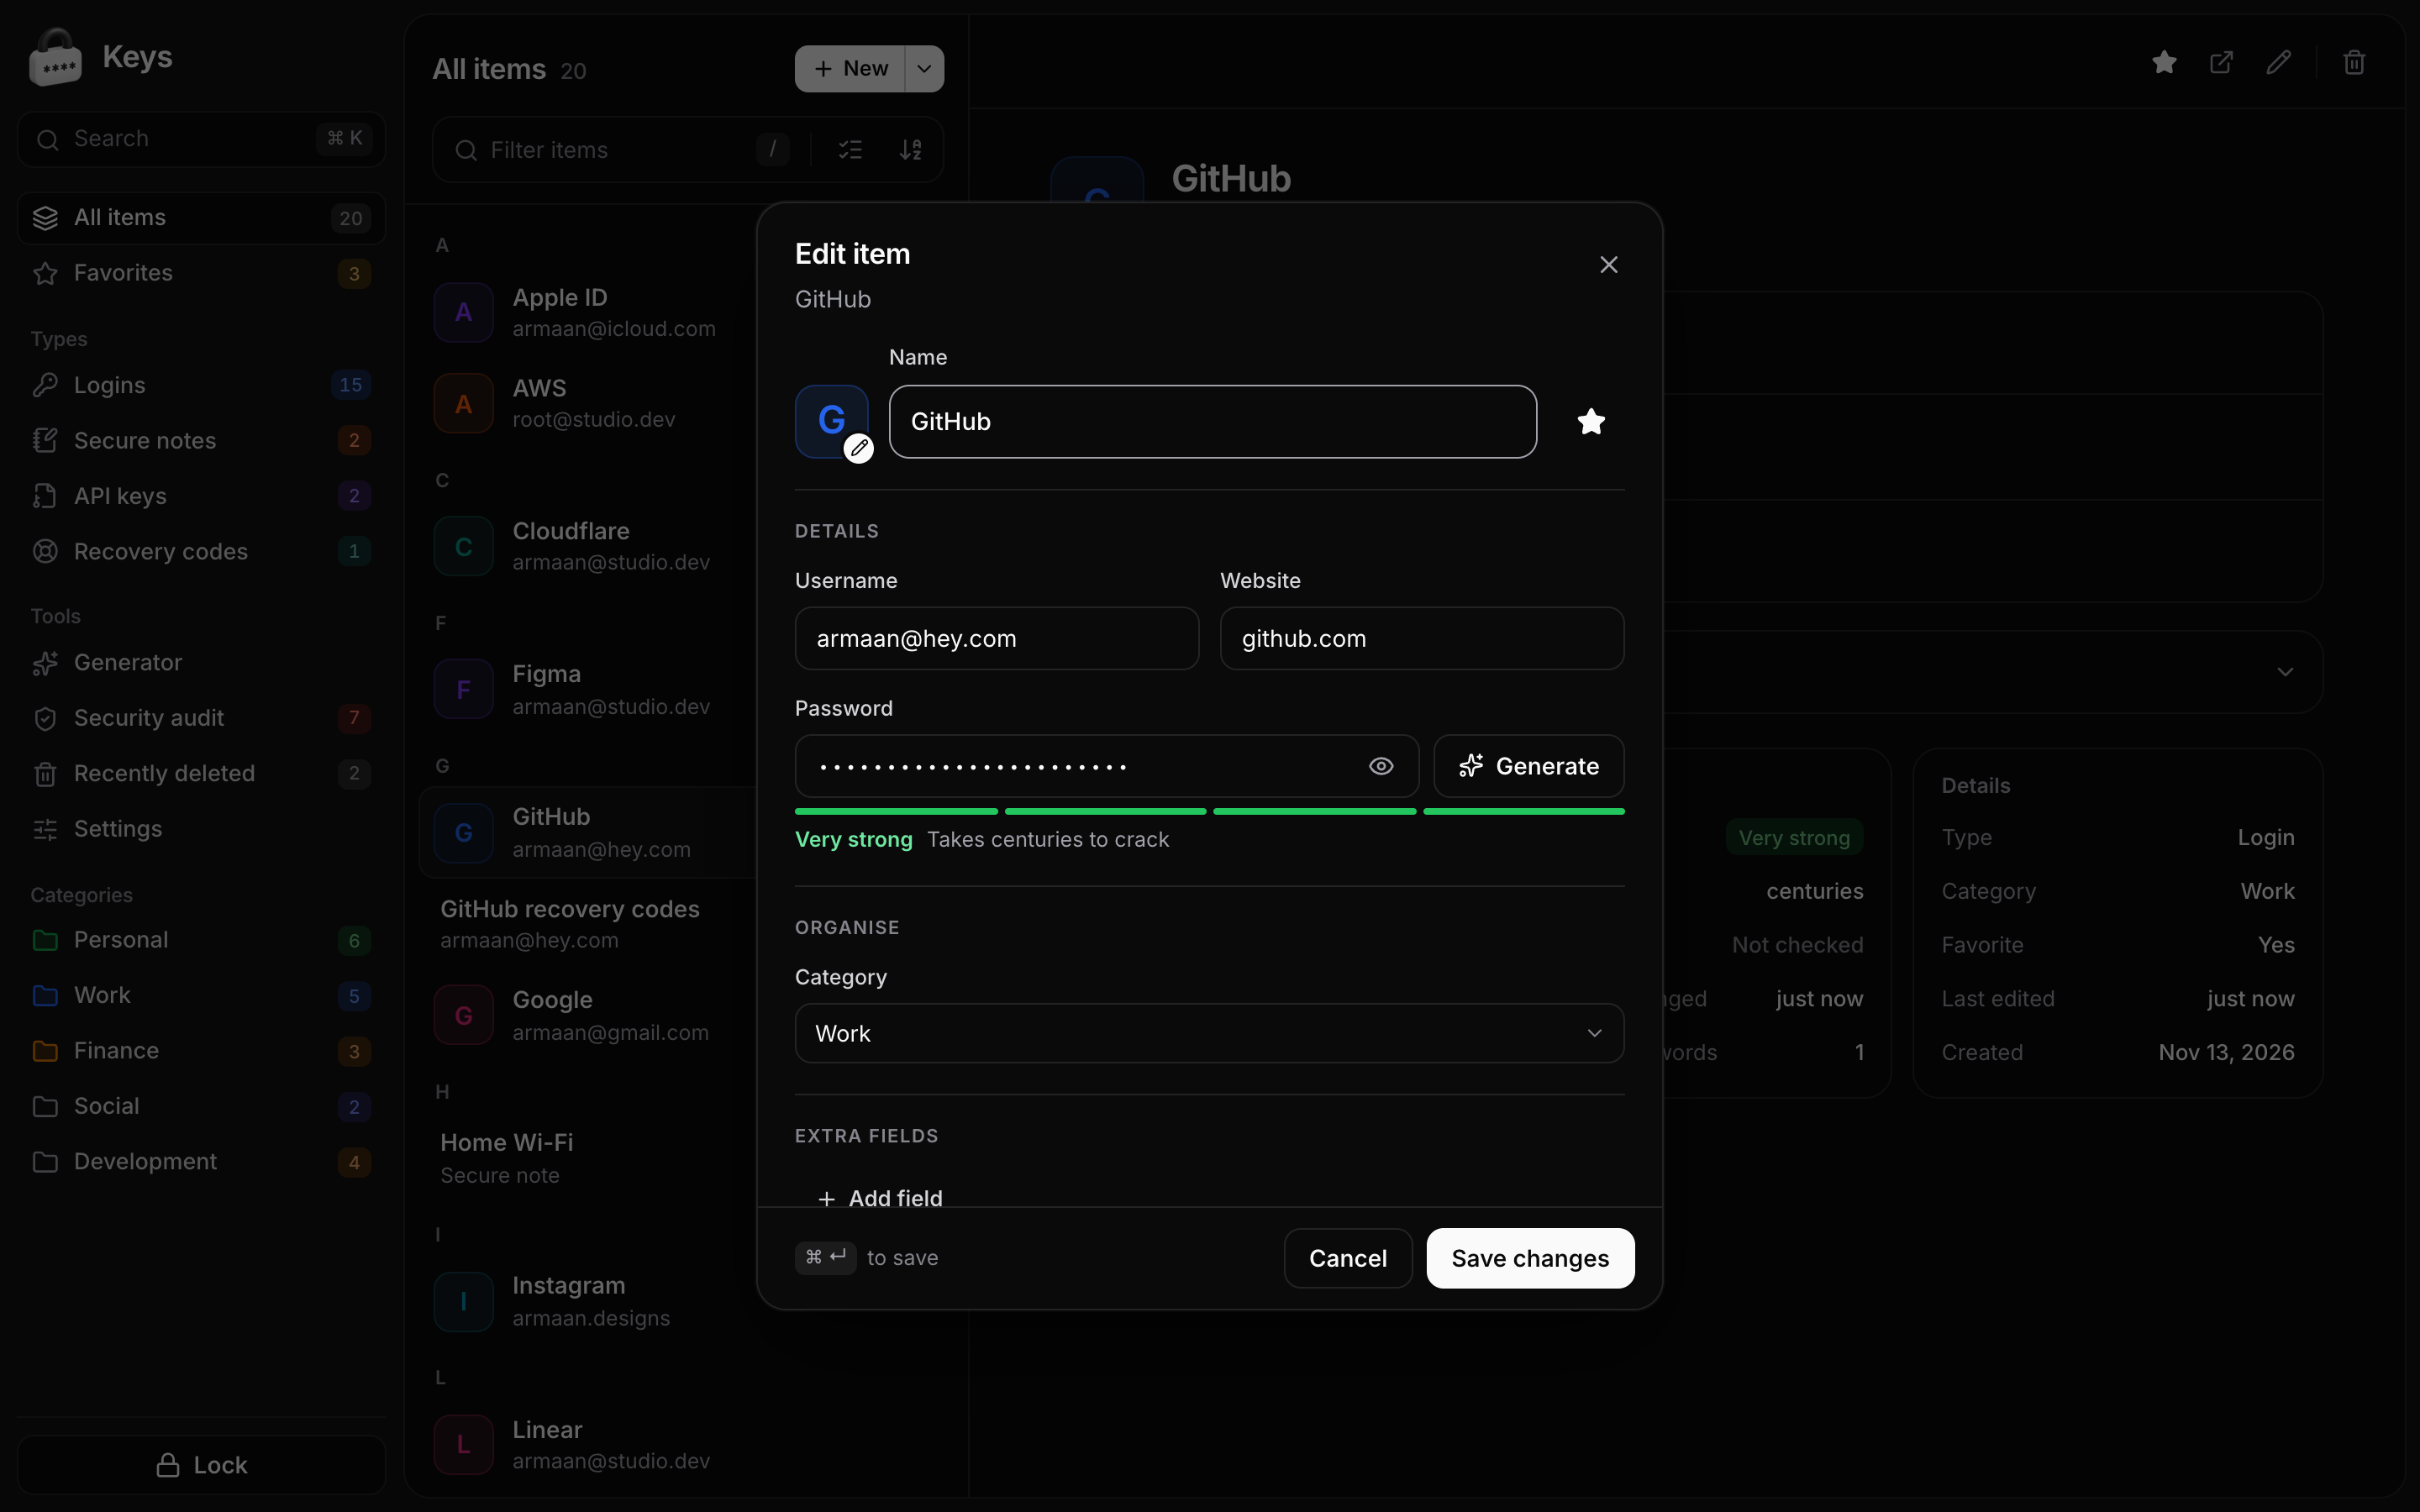 ****
Keys
Search
⌘ K
All items
20
Favorites
3
Types
Logins
15
Secure notes
2
API keys
2
Recovery codes
1
Tools
Generator
Security audit
7
Recently deleted
2
Settings
Categories
Personal
6
Work
5
Finance
3
Social
2
Development
4
Lock
All items 20
New
Filter items
/
A
A
Apple ID
armaan@icloud.com
A
AWS
root@studio.dev
C
C
Cloudflare
armaan@studio.dev
F
F
Figma
armaan@studio.dev
G
G
GitHub
armaan@hey.com
GitHub recovery codes
armaan@hey.com
G
Google
armaan@gmail.com
H
Home Wi-Fi
Secure note
I
I
Instagram
armaan.designs
L
L
Linear
armaan@studio.dev
GitHub
Edit item
GitHub
Name
G
GitHub
DETAILS
Username
Website
armaan@hey.com
github.com
Password
•••••••••••••••••••••••
Generate
Very strong Takes centuries to crack
ORGANISE
Category
Work
EXTRA FIELDS
+ Add field
⌘ ↵ to save
Cancel
Save changes
Very strong
centuries
Not checked
just now
1
Details
Type
Login
Category
Work
Favorite
Yes
Last edited
just now
Created
Nov 13, 2026